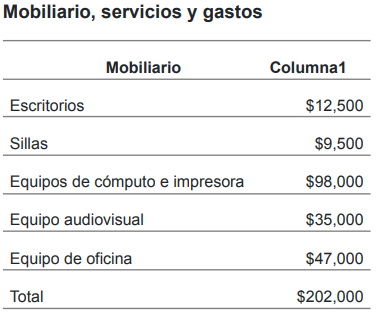 Mobiliario, servicios y gastos
Mobiliario Columna1
Escritorios $12,500
Sillas $9,500
Equipos de cómputo e impresora $98,000
Equipo audiovisual $35,000
Equipo de oficina $47,000
Total $202,000